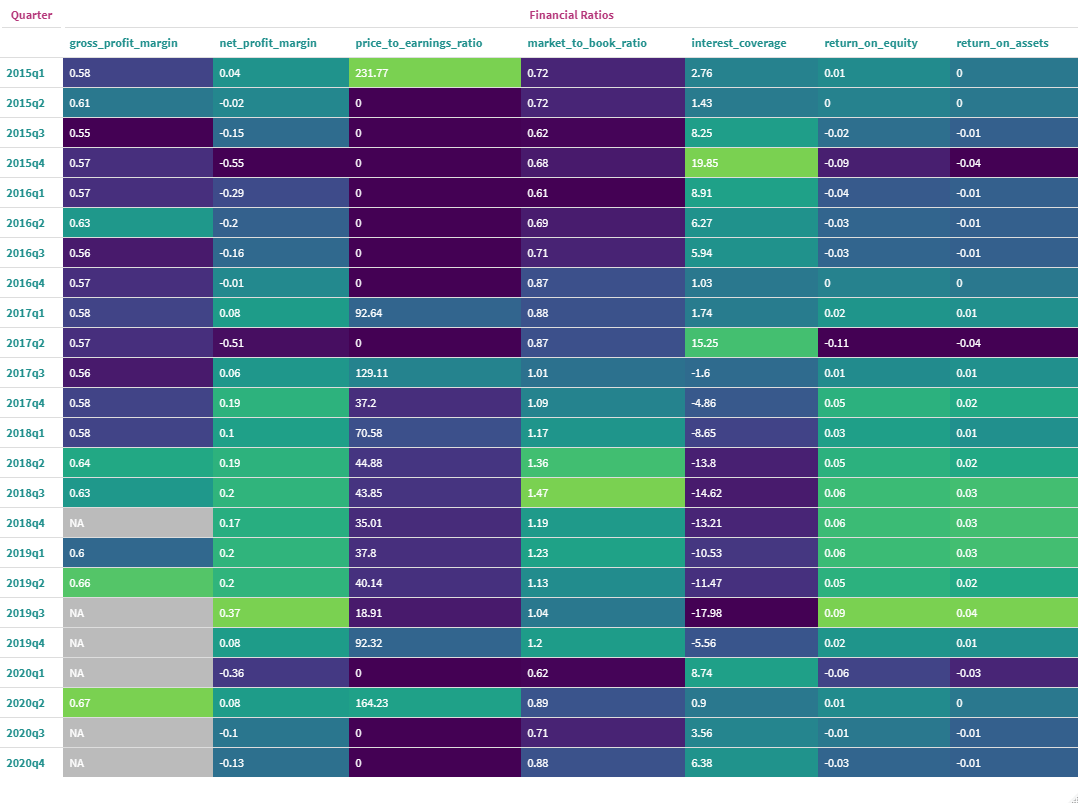 Quarter Financial Ratios
gross_profit_margin net_profit_margin price_to_earnings_ratio market_to_book_ratio interest_coverage return_on_equity return_on_assets
2015q1 0.58 0.04 231.77 0.72 2.76 0.01 0
2015q2 0.61 -0.02 0 0.72 1.43 0 0
2015q3 0.55 -0.15 0 0.62 8.25 -0.02 -0.01
2015q4 0.57 -0.55 0 0.68 19.85 -0.09 -0.04
2016q1 0.57 -0.29 0 0.61 8.91 -0.04 -0.01
2016q2 0.63 -0.2 0 0.69 6.27 -0.03 -0.01
2016q3 0.56 -0.16 0 0.71 5.94 -0.03 -0.01
2016q4 0.57 -0.01 0 0.87 1.03 0 0
2017q1 0.58 0.08 92.64 0.88 1.74 0.02 0.01
2017q2 0.57 -0.51 0 0.87 15.25 -0.11 -0.04
2017q3 0.56 0.06 129.11 1.01 -1.6 0.01 0.01
2017q4 0.58 0.19 37.2 1.09 -4.86 0.05 0.02
2018q1 0.58 0.1 70.58 1.17 -8.65 0.03 0.01
2018q2 0.64 0.19 44.88 1.36 -13.8 0.05 0.02
2018q3 0.63 0.2 43.85 1.47 -14.62 0.06 0.03
2018q4 NA 0.17 35.01 1.19 -13.21 0.06 0.03
2019q1 0.6 0.2 37.8 1.23 -10.53 0.06 0.03
2019q2 0.66 0.2 40.14 1.13 -11.47 0.05 0.02
2019q3 NA 0.37 18.91 1.04 -17.98 0.09 0.04
2019q4 NA 0.08 92.32 1.2 -5.56 0.02 0.01
2020q1 NA -0.36 0 0.62 8.74 -0.06 -0.03
2020q2 0.67 0.08 164.23 0.89 0.9 0.01 0
2020q3 NA -0.1 0 0.71 3.56 -0.01 -0.01
2020q4 NA -0.13 0 0.88 6.38 -0.03 -0.01